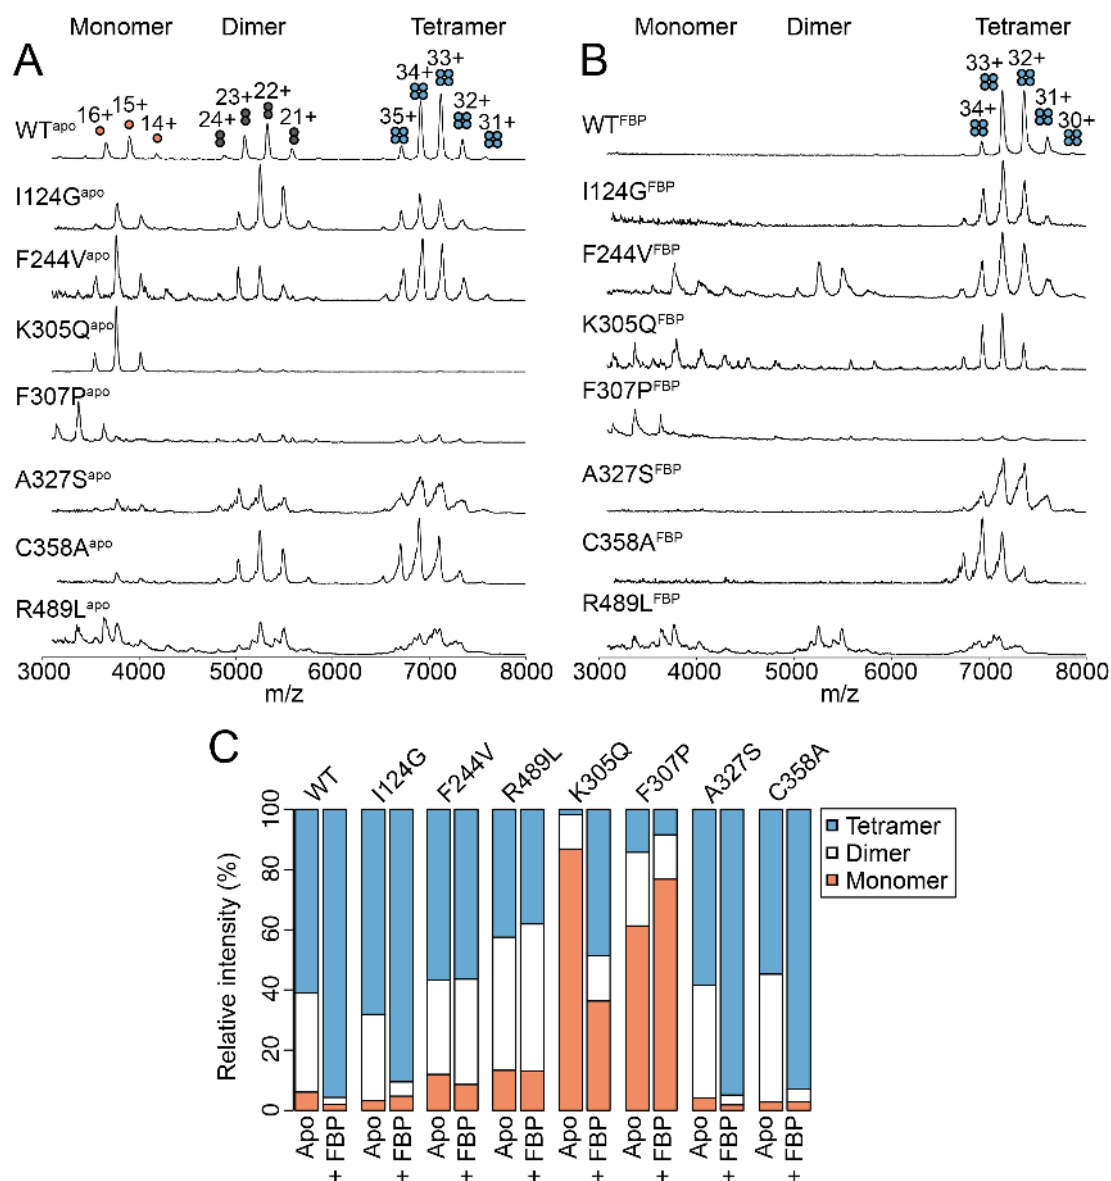 A
Monomer Dimer Tetramer
16+ 15+ 14+ 24+ 23+ 22+ 21+ 35+ 34+ 33+ 32+ 31+
WTapo
I124Gapo
F244Vapo
K305Qapo
F307Papo
A327Sapo
C358Aapo
R489Lapo
3000 4000 5000 6000 7000 8000
m/z
B
Monomer Dimer Tetramer
34+ 33+ 32+ 31+ 30+
WTFBP
I124GFBP
F244VFBP
K305QFBP
F307PFBP
A327SFBP
C358AFBP
R489LFBP
3000 4000 5000 6000 7000 8000
m/z
C
WT I124G F244V R489L K305Q F307P A327S C358A
Relative intensity (%)
100
80
60
40
20
0
Apo + FBP Apo + FBP Apo + FBP Apo + FBP Apo + FBP Apo + FBP Apo + FBP Apo + FBP
Tetramer
Dimer
Monomer